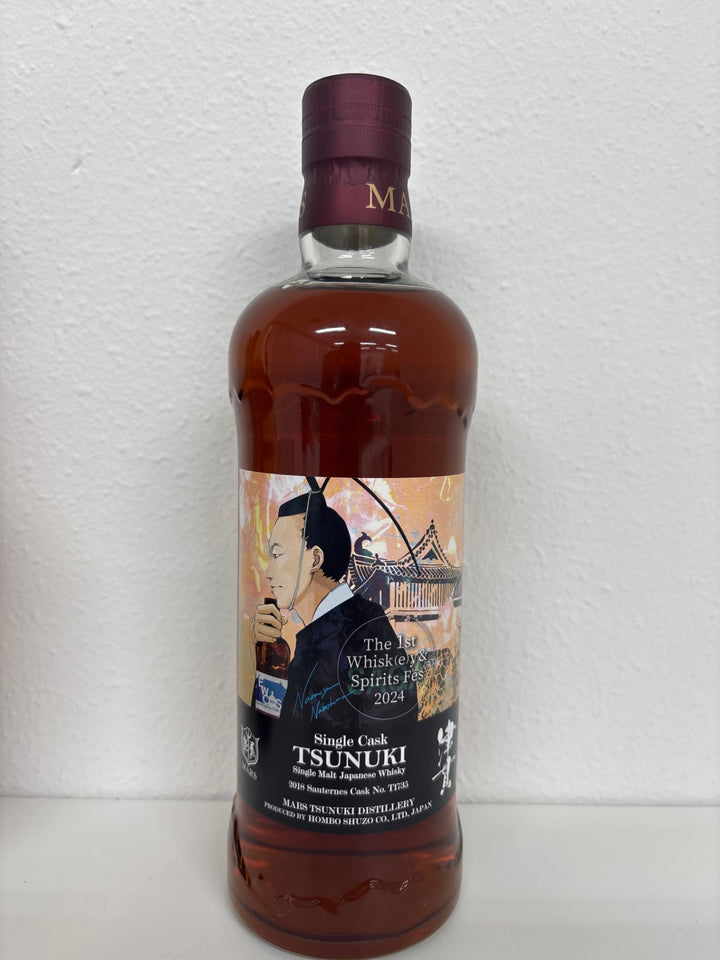 MA
The 1st
Whisk(e)y&
Spirits Fes
2024
Single Cask
TSUNUKI
Single Malt Japanese Whisky
2018 Sauternes Cask No. T1735
MARS TSUNUKI DISTILLERY
PRODUCED BY HOMBO SHUZO CO., LTD, JAPAN
MARS
津貫